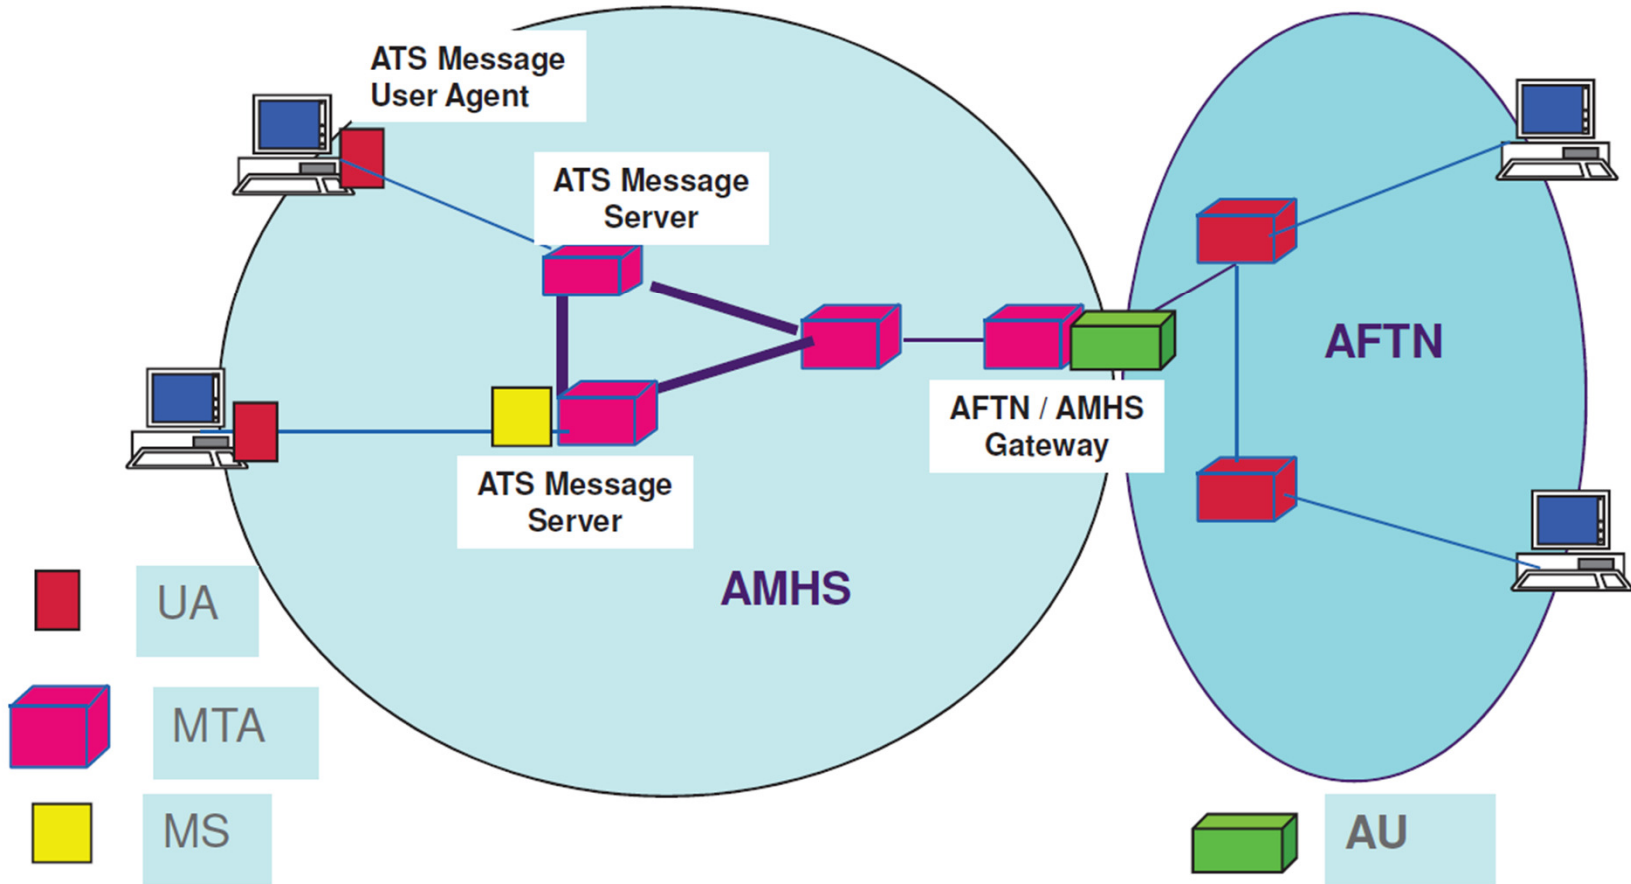 ATS Message
User Agent
ATS Message
Server
AFTN
AFTN / AMHS
Gateway
ATS Message
Server
AMHS
UA
MTA
MS
AU